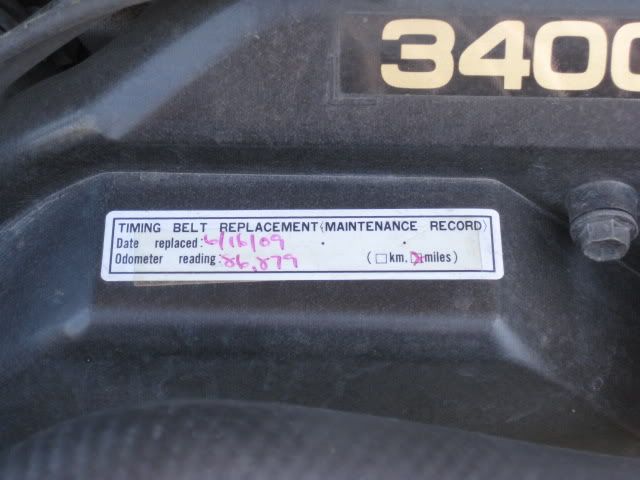 3400
TIMING BELT REPLACEMENT (MAINTENANCE RECORD)
Date replaced: 6/16/09 . .
Odometer reading: 86,879 (☐km. ☒miles)